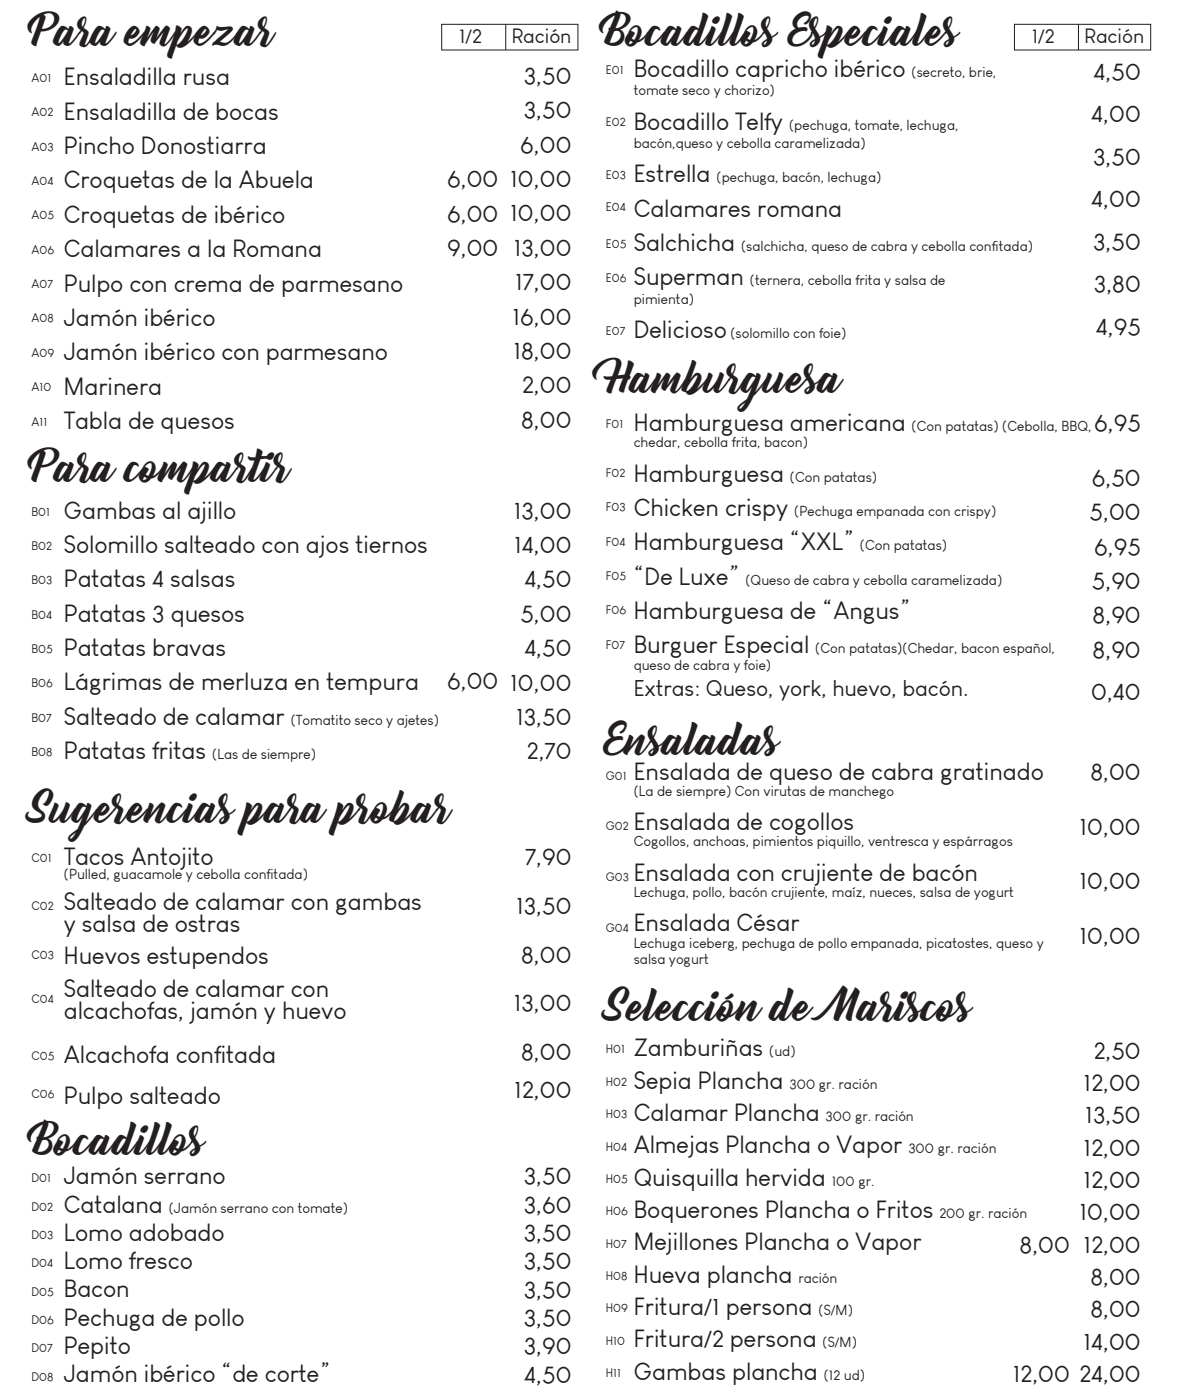 Para empezar 1/2 Ración
A01 Ensaladilla rusa 3,50
A02 Ensaladilla de bocas 3,50
A03 Pincho Donostiarra 6,00
A04 Croquetas de la Abuela 6,00 10,00
A05 Croquetas de ibérico 6,00 10,00
A06 Calamares a la Romana 9,00 13,00
A07 Pulpo con crema de parmesano 17,00
A08 Jamón ibérico 16,00
A09 Jamón ibérico con parmesano 18,00
A10 Marinera 2,00
A11 Tabla de quesos 8,00
Para compartir
B01 Gambas al ajillo 13,00
B02 Solomillo salteado con ajos tiernos 14,00
B03 Patatas 4 salsas 4,50
B04 Patatas 3 quesos 5,00
B05 Patatas bravas 4,50
B06 Lágrimas de merluza en tempura 6,00 10,00
B07 Salteado de calamar (Tomatito seco y ajetes) 13,50
B08 Patatas fritas (Las de siempre) 2,70
Sugerencias para probar
C01 Tacos Antojito 7,90
(Pulled, guacamole y cebolla confitada)
C02 Salteado de calamar con gambas 13,50
y salsa de ostras
C03 Huevos estupendos 8,00
C04 Salteado de calamar con 13,00
alcachofas, jamón y huevo
C05 Alcachofa confitada 8,00
C06 Pulpo salteado 12,00
Bocadillos
D01 Jamón serrano 3,50
D02 Catalana (Jamón serrano con tomate) 3,60
D03 Lomo adobado 3,50
D04 Lomo fresco 3,50
D05 Bacon 3,50
D06 Pechuga de pollo 3,50
D07 Pepito 3,90
D08 Jamón ibérico “de corte” 4,50
Bocadillos Especiales 1/2 Ración
E01 Bocadillo capricho ibérico (secreto, brie, 4,50
tomate seco y chorizo)
E02 Bocadillo Telfy (pechuga, tomate, lechuga, 4,00
bacón,queso y cebolla caramelizada)
E03 Estrella (pechuga, bacón, lechuga) 3,50
E04 Calamares romana 4,00
E05 Salchicha (salchicha, queso de cabra y cebolla confitada) 3,50
E06 Superman (ternera, cebolla frita y salsa de 3,80
pimienta)
E07 Delicioso (solomillo con foie) 4,95
Hamburguesa
F01 Hamburguesa americana (Con patatas) (Cebolla, BBQ, 6,95
chedar, cebolla frita, bacon)
F02 Hamburguesa (Con patatas) 6,50
F03 Chicken crispy (Pechuga empanada con crispy) 5,00
F04 Hamburguesa “XXL” (Con patatas) 6,95
F05 “De Luxe” (Queso de cabra y cebolla caramelizada) 5,90
F06 Hamburguesa de “Angus” 8,90
F07 Burguer Especial (Con patatas)(Chedar, bacon español, 8,90
queso de cabra y foie)
Extras: Queso, york, huevo, bacón. 0,40
Ensaladas
G01 Ensalada de queso de cabra gratinado 8,00
(La de siempre) Con virutas de manchego
G02 Ensalada de cogollos 10,00
Cogollos, anchoas, pimientos piquillo, ventresca y espárragos
G03 Ensalada con crujiente de bacón 10,00
Lechuga, pollo, bacón crujiente, maíz, nueces, salsa de yogurt
G04 Ensalada César 10,00
Lechuga iceberg, pechuga de pollo empanada, picatostes, queso y
salsa yogurt
Selección de Mariscos
H01 Zamburiñas (ud) 2,50
H02 Sepia Plancha 300 gr. ración 12,00
H03 Calamar Plancha 300 gr. ración 13,50
H04 Almejas Plancha o Vapor 300 gr. ración 12,00
H05 Quisquilla hervida 100 gr. 12,00
H06 Boquerones Plancha o Fritos 200 gr. ración 10,00
H07 Mejillones Plancha o Vapor 8,00 12,00
H08 Hueva plancha ración 8,00
H09 Fritura/1 persona (S/M) 8,00
H10 Fritura/2 persona (S/M) 14,00
H11 Gambas plancha (12 ud) 12,00 24,00